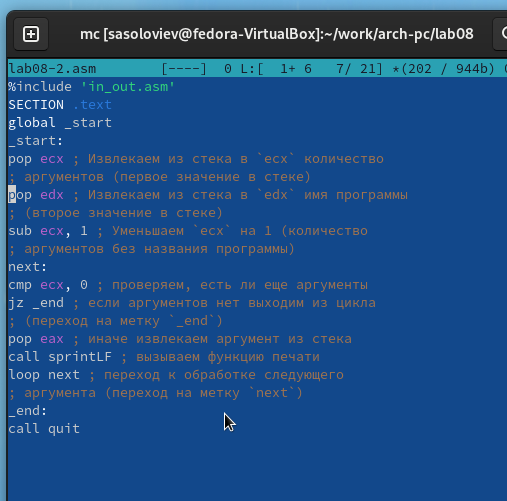 mc [sasoloviev@fedora-VirtualBox]:~/work/arch-pc/lab08
lab08-2.asm [----] 0 L:[ 1+ 6 7/ 21] *(202 / 944b)
%include 'in_out.asm'
SECTION .text
global _start
_start:
pop ecx ; Извлекаем из стека в `ecx` количество
; аргументов (первое значение в стеке)
pop edx ; Извлекаем из стека в `edx` имя программы
; (второе значение в стеке)
sub ecx, 1 ; Уменьшаем `ecx` на 1 (количество
; аргументов без названия программы)
next:
cmp ecx, 0 ; проверяем, есть ли еще аргументы
jz _end ; если аргументов нет выходим из цикла
; (переход на метку `_end`)
pop eax ; иначе извлекаем аргумент из стека
call sprintLF ; вызываем функцию печати
loop next ; переход к обработке следующего
; аргумента (переход на метку `next`)
_end:
call quit